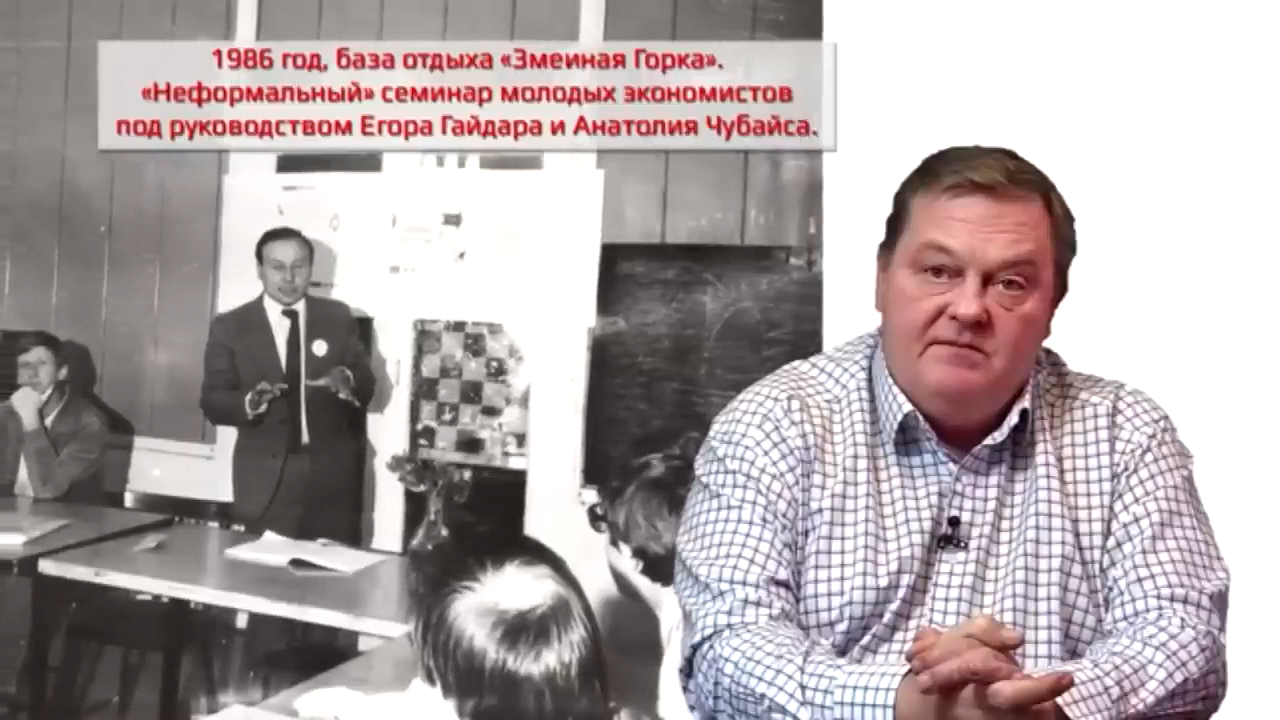 1986 год, база отдыха «Змеиная Горка».
«Неформальный» семинар молодых экономистов
под руководством Егора Гайдара и Анатолия Чубайса.